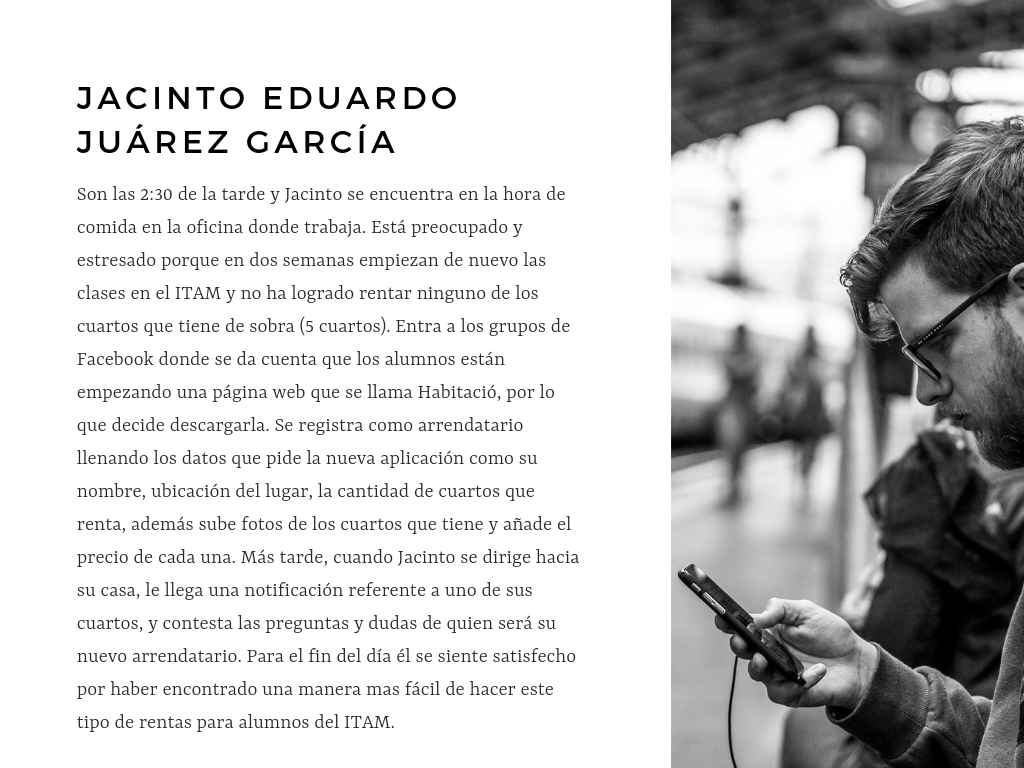 JACINTO EDUARDO
JUÁREZ GARCÍA
Son las 2:30 de la tarde y Jacinto se encuentra en la hora de
comida en la oficina donde trabaja. Está preocupado y
estresado porque en dos semanas empiezan de nuevo las
clases en el ITAM y no ha logrado rentar ninguno de los
cuartos que tiene de sobra (5 cuartos). Entra a los grupos de
Facebook donde se da cuenta que los alumnos están
empezando una página web que se llama Habitació, por lo
que decide descargarla. Se registra como arrendatario
llenando los datos que pide la nueva aplicación como su
nombre, ubicación del lugar, la cantidad de cuartos que
renta, además sube fotos de los cuartos que tiene y añade el
precio de cada una. Más tarde, cuando Jacinto se dirige hacia
su casa, le llega una notificación referente a uno de sus
cuartos, y contesta las preguntas y dudas de quien será su
nuevo arrendatario. Para el fin del día él se siente satisfecho
por haber encontrado una manera mas fácil de hacer este
tipo de rentas para alumnos del ITAM.